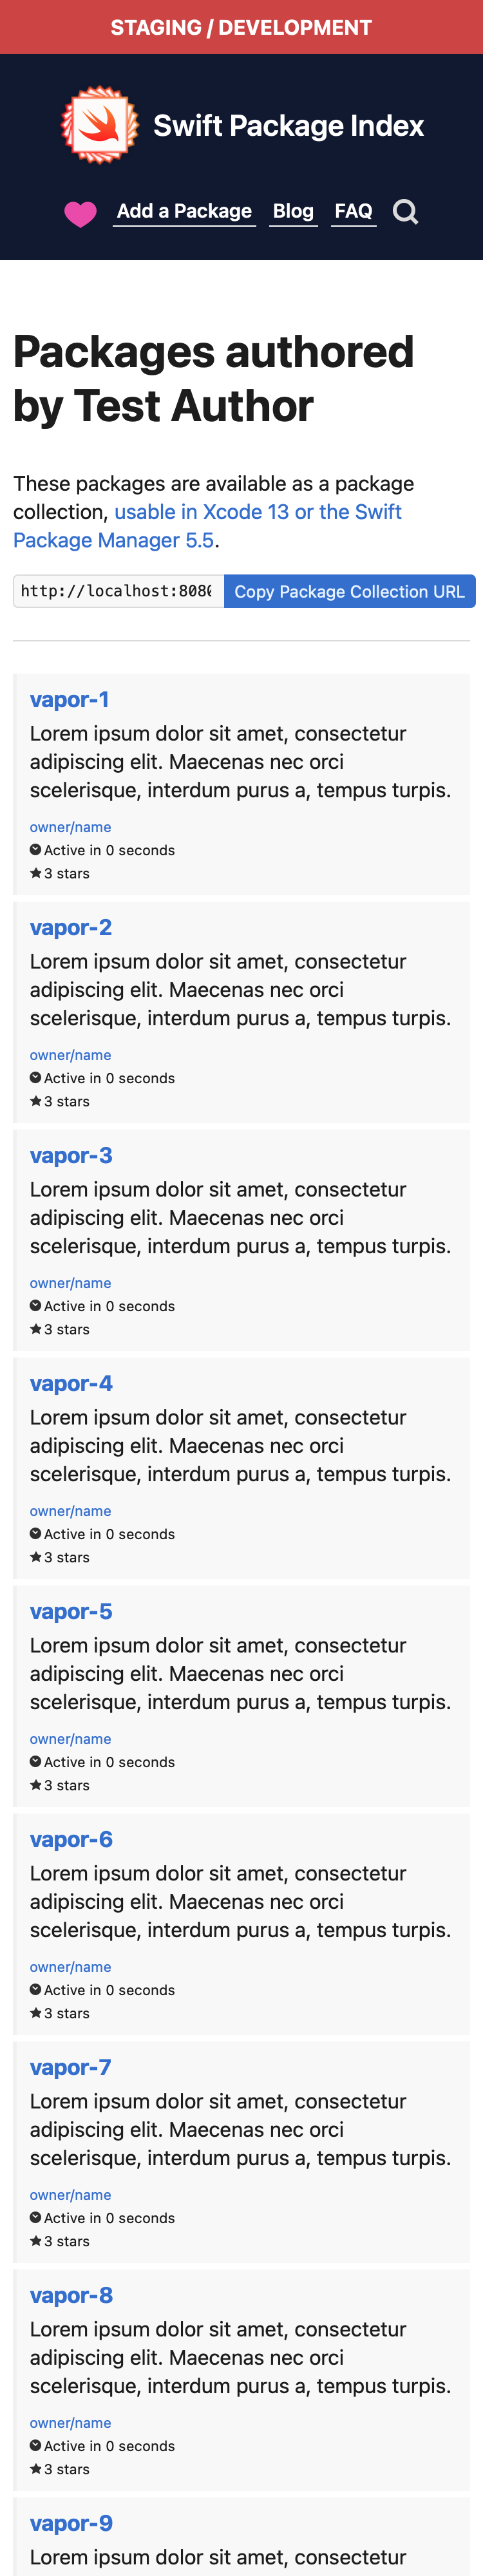 STAGING / DEVELOPMENT
Swift Package Index
Add a Package Blog FAQ
Packages authored
by Test Author
These packages are available as a package
collection, usable in Xcode 13 or the Swift
Package Manager 5.5.
http://localhost:8080 Copy Package Collection URL
vapor-1
Lorem ipsum dolor sit amet, consectetur
adipiscing elit. Maecenas nec orci
scelerisque, interdum purus a, tempus turpis.
owner/name
Active in 0 seconds
3 stars
vapor-2
Lorem ipsum dolor sit amet, consectetur
adipiscing elit. Maecenas nec orci
scelerisque, interdum purus a, tempus turpis.
owner/name
Active in 0 seconds
3 stars
vapor-3
Lorem ipsum dolor sit amet, consectetur
adipiscing elit. Maecenas nec orci
scelerisque, interdum purus a, tempus turpis.
owner/name
Active in 0 seconds
3 stars
vapor-4
Lorem ipsum dolor sit amet, consectetur
adipiscing elit. Maecenas nec orci
scelerisque, interdum purus a, tempus turpis.
owner/name
Active in 0 seconds
3 stars
vapor-5
Lorem ipsum dolor sit amet, consectetur
adipiscing elit. Maecenas nec orci
scelerisque, interdum purus a, tempus turpis.
owner/name
Active in 0 seconds
3 stars
vapor-6
Lorem ipsum dolor sit amet, consectetur
adipiscing elit. Maecenas nec orci
scelerisque, interdum purus a, tempus turpis.
owner/name
Active in 0 seconds
3 stars
vapor-7
Lorem ipsum dolor sit amet, consectetur
adipiscing elit. Maecenas nec orci
scelerisque, interdum purus a, tempus turpis.
owner/name
Active in 0 seconds
3 stars
vapor-8
Lorem ipsum dolor sit amet, consectetur
adipiscing elit. Maecenas nec orci
scelerisque, interdum purus a, tempus turpis.
owner/name
Active in 0 seconds
3 stars
vapor-9
Lorem ipsum dolor sit amet, consectetur